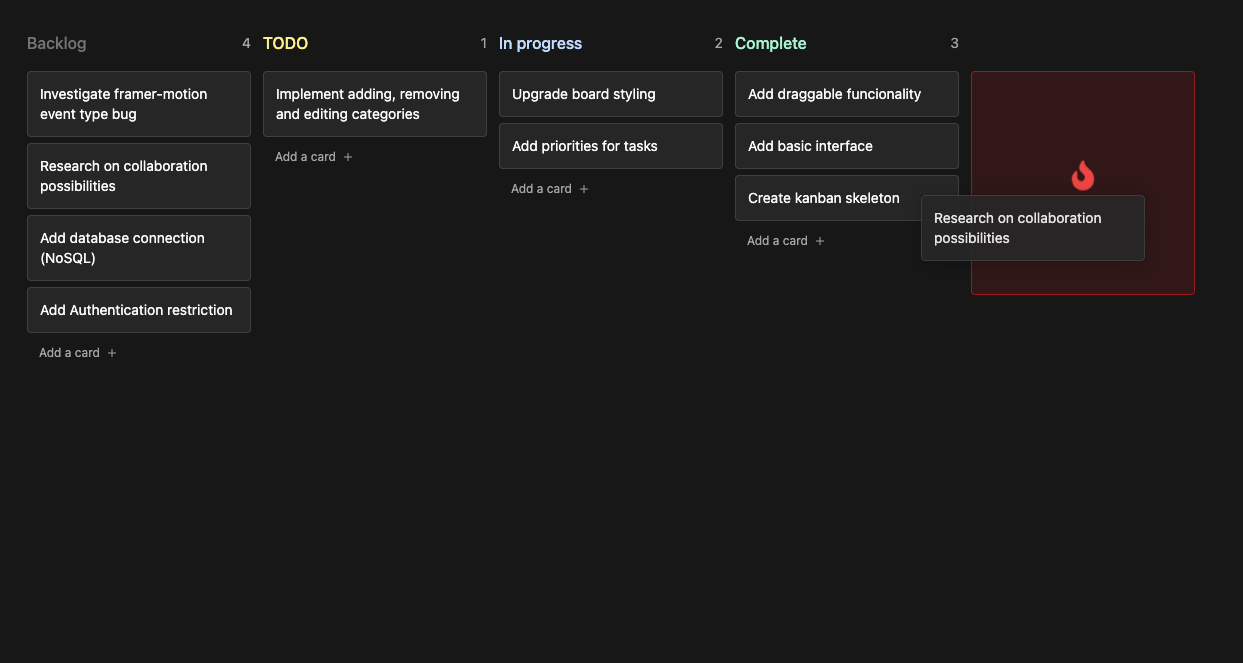 Backlog 4
Investigate framer-motion
event type bug
Research on collaboration
possibilities
Add database connection
(NoSQL)
Add Authentication restriction
Add a card +
TODO 1
Implement adding, removing
and editing categories
Add a card +
In progress 2
Upgrade board styling
Add priorities for tasks
Add a card +
Complete 3
Add draggable funcionality
Add basic interface
Create kanban skeleton
Add a card +
Research on collaboration
possibilities